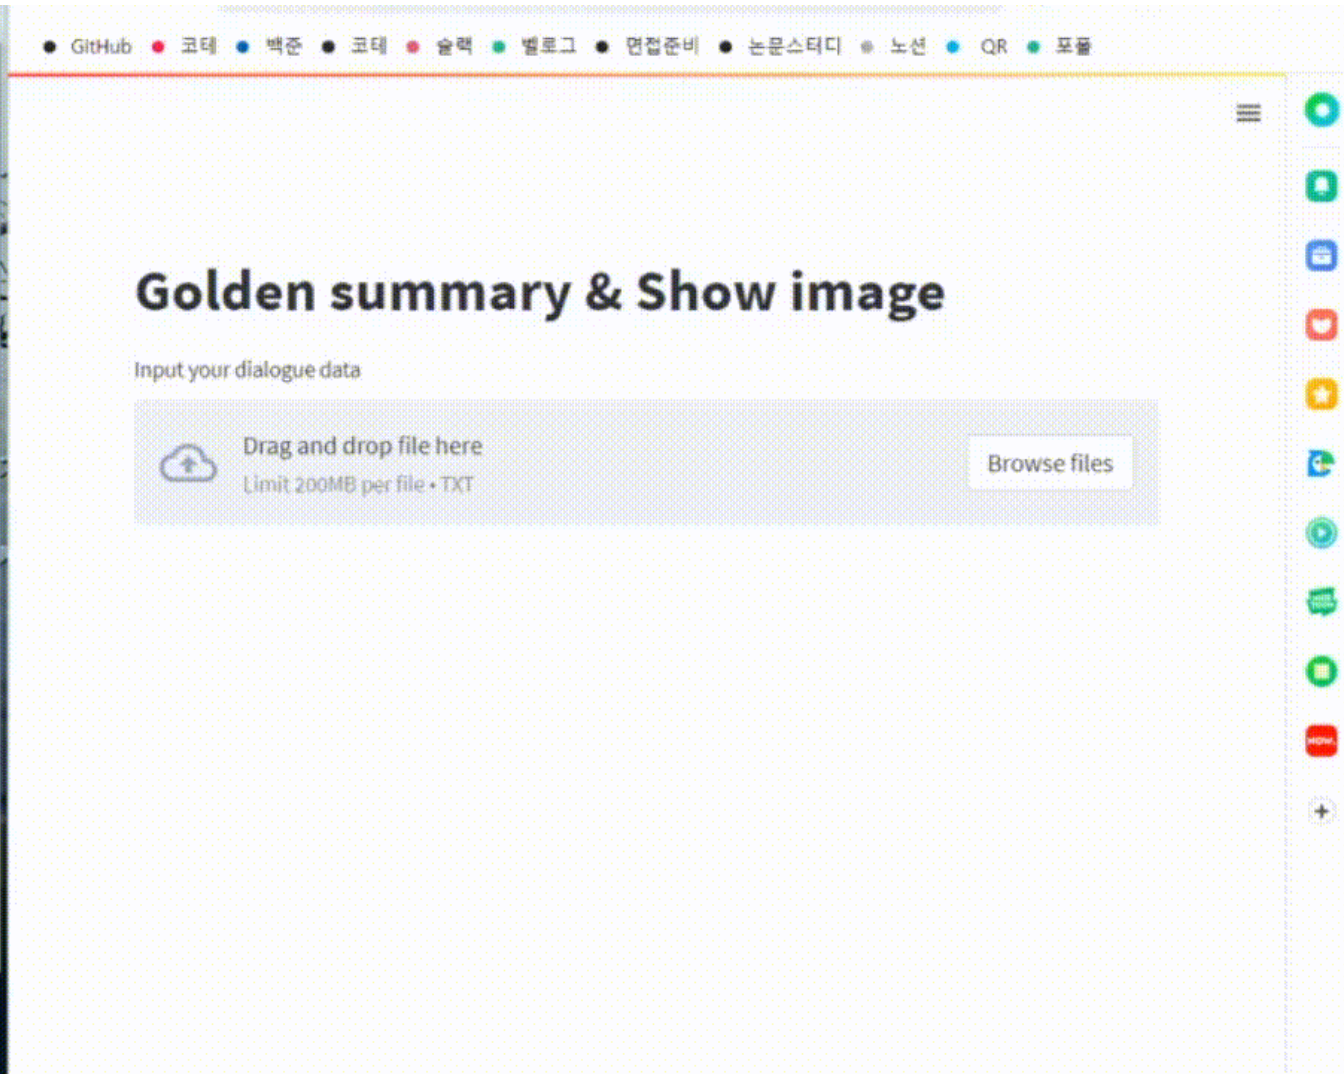 GitHub 코테 백준 코테 슬랙 벨로그 면접준비 논문스터디 노션 QR 포폴
Golden summary & Show image
Input your dialogue data
Drag and drop file here
Limit 200MB per file • TXT
Browse files
NOW.